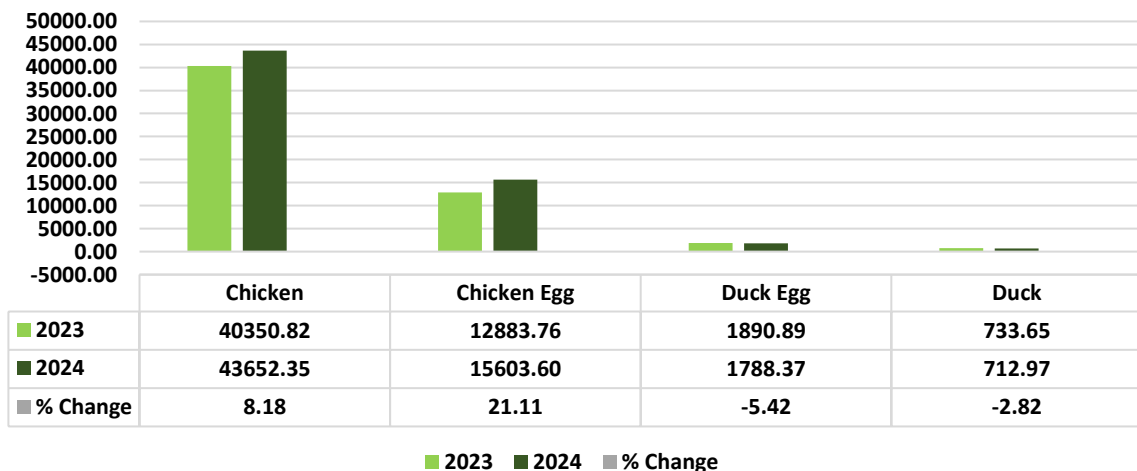 50000.00
45000.00
40000.00
35000.00
30000.00
25000.00
20000.00
15000.00
10000.00
5000.00
0.00
-5000.00
Chicken Chicken Egg Duck Egg Duck
2023 40350.82 12883.76 1890.89 733.65
2024 43652.35 15603.60 1788.37 712.97
% Change 8.18 21.11 -5.42 -2.82
2023 2024 % Change